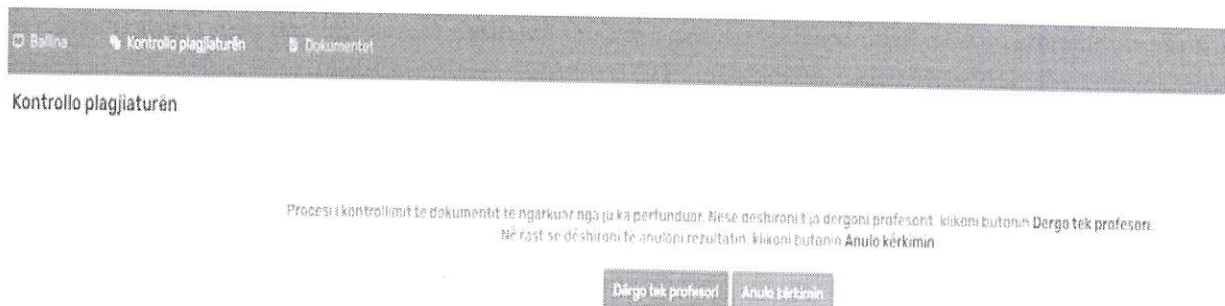 Ballina Kontrollo plagjiaturën Dokumentet
Kontrollo plagjiaturën
Procesi i kontrollimit te dokumentit te ngarkuar nga ju ka perfunduar. Nese deshironi t'ja dergoni profesorit klikoni butonin Dergo tek profesori.
Në rast se dëshironi të anuloni rezultatin, klikoni butonin Anulo kërkimin
Dërgo tek profesori Anulo kërkimin